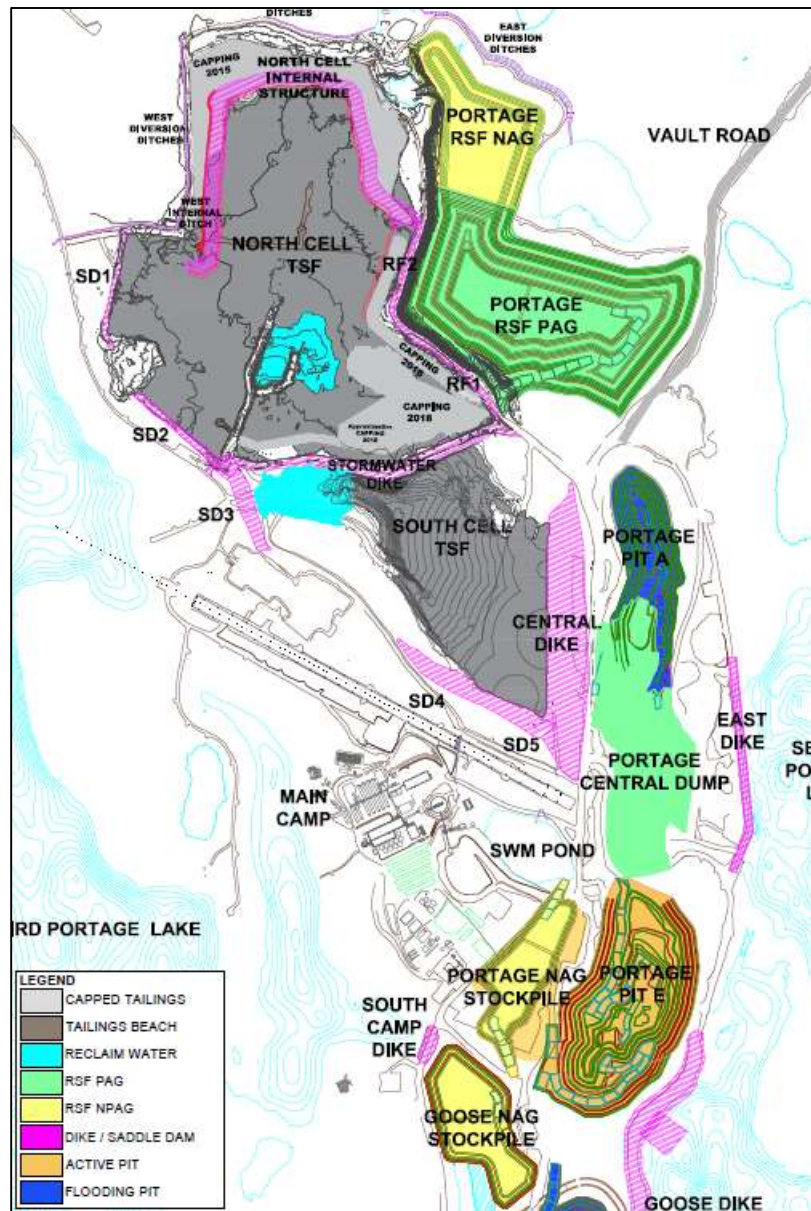 DITCHES
EAST
DIVERSION
DITCHES
CAPPING
2015
NORTH CELL
INTERNAL
STRUCTURE
PORTAGE
RSF NAG
VAULT ROAD
WEST
DIVERSION
DITCHES
WEST
INTERNAL
DITCH
NORTH CELL
TSF
SD1
RF2
PORTAGE
RSF PAG
CAPPING
RF1
CAPPING
2018
SD2
STORMWATER
DIKE
SD3
SOUTH CELL
TSF
PORTAGE
PIT A
CENTRAL
DIKE
SD4
SD5
EAST
DIKE
PORTAGE
CENTRAL DUMP
MAIN
CAMP
SWM POND
IRD PORTAGE LAKE
PORTAGE NAG
STOCKPILE
PORTAGE
PIT E
SOUTH
CAMP
DIKE
GOOSE NAG
STOCKPILE
GOOSE DIKE
LEGEND
CAPPED TAILINGS
TAILINGS BEACH
RECLAIM WATER
RSF PAG
RSF NPAG
DIKE / SADDLE DAM
ACTIVE PIT
FLOODING PIT